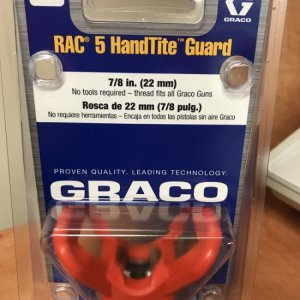 GRACO
RAC® 5 HandTite™ Guard
7/8 in. (22 mm)
No tools required – thread fits all Graco Guns
Rosca de 22 mm (7/8 pulg.)
No requiere herramientas - Encaja en todas las pistolas sin aire Graco
PROVEN QUALITY. LEADING TECHNOLOGY.
GRACO